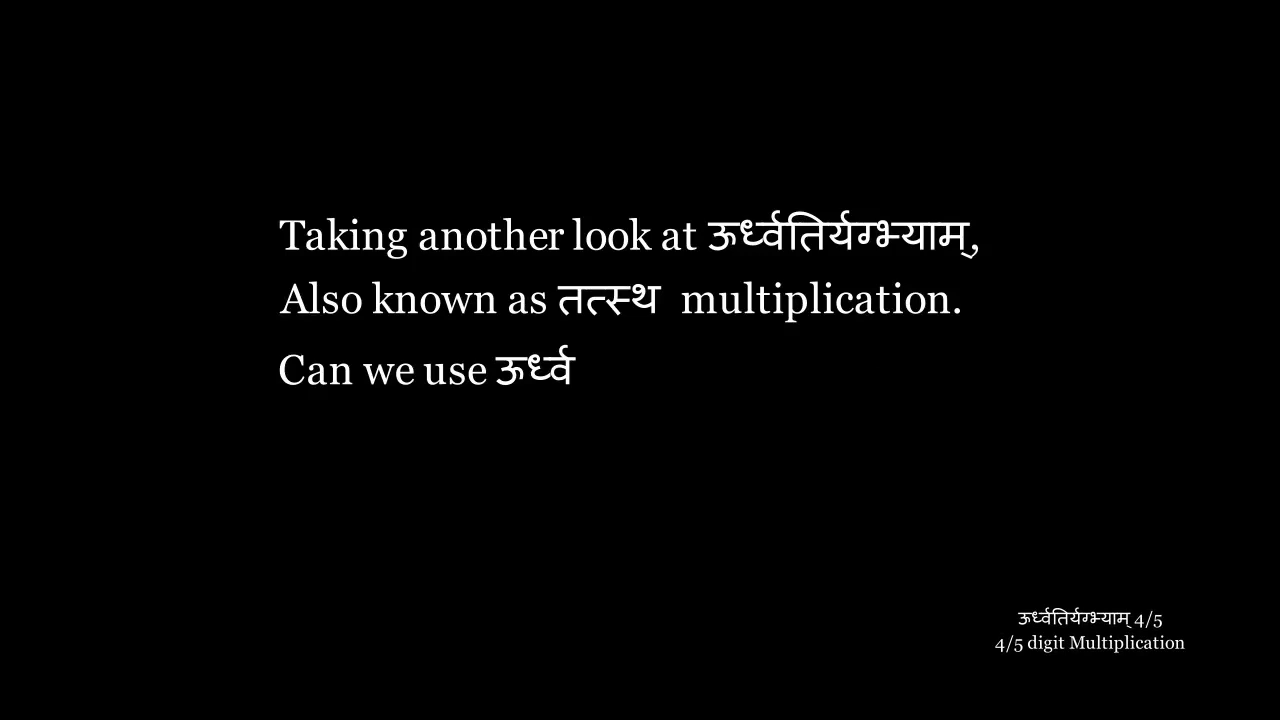 Taking another look at ऊर्ध्वतिर्यग्भ्याम्,
Also known as तत्स्थ multiplication.
Can we use ऊर्ध्व
ऊर्ध्वतिर्यग्भ्याम् 4/5
4/5 digit Multiplication